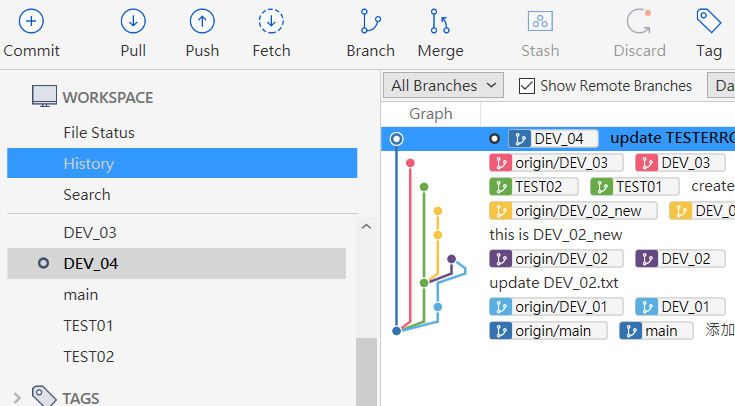 Commit Pull Push Fetch Branch Merge Stash Discard Tag
WORKSPACE
File Status
History
Search
DEV_03
DEV_04
main
TEST01
TEST02
TAGS
All Branches Show Remote Branches Da
Graph
DEV_04 update TESTERRO
origin/DEV_03 DEV_03
TEST02 TEST01 create
origin/DEV_02_new DEV_0
this is DEV_02_new
origin/DEV_02 DEV_02
update DEV_02.txt
origin/DEV_01 DEV_01
origin/main main 添加